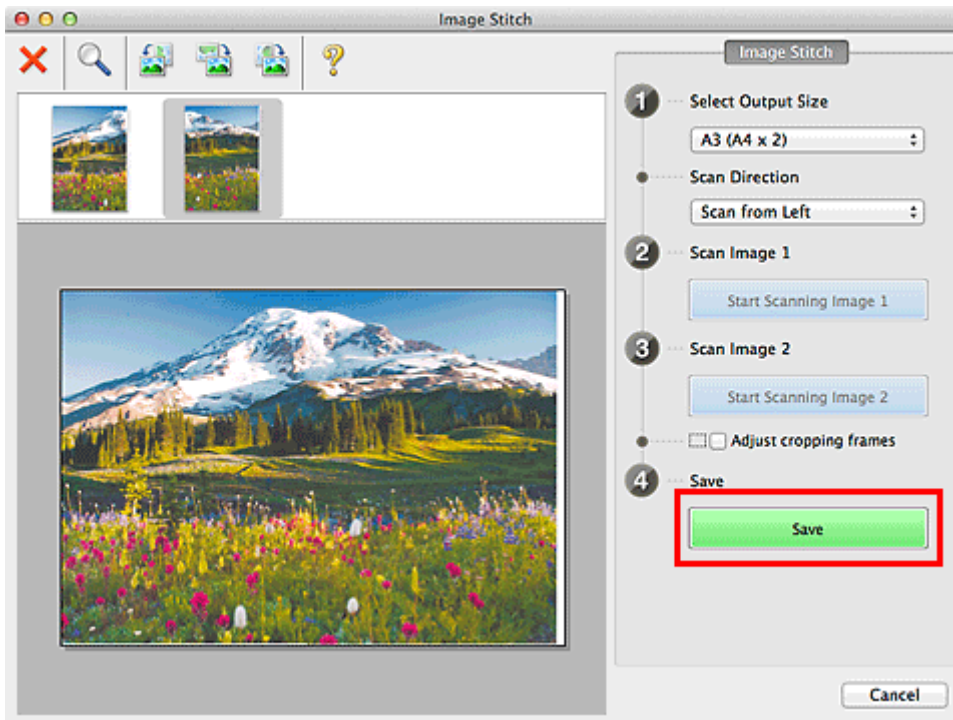 Image Stitch
?
Image Stitch
1 Select Output Size
A3 (A4 x 2)
Scan Direction
Scan from Left
2 Scan Image 1
Start Scanning Image 1
3 Scan Image 2
Start Scanning Image 2
Adjust cropping frames
4 Save
Save
Cancel